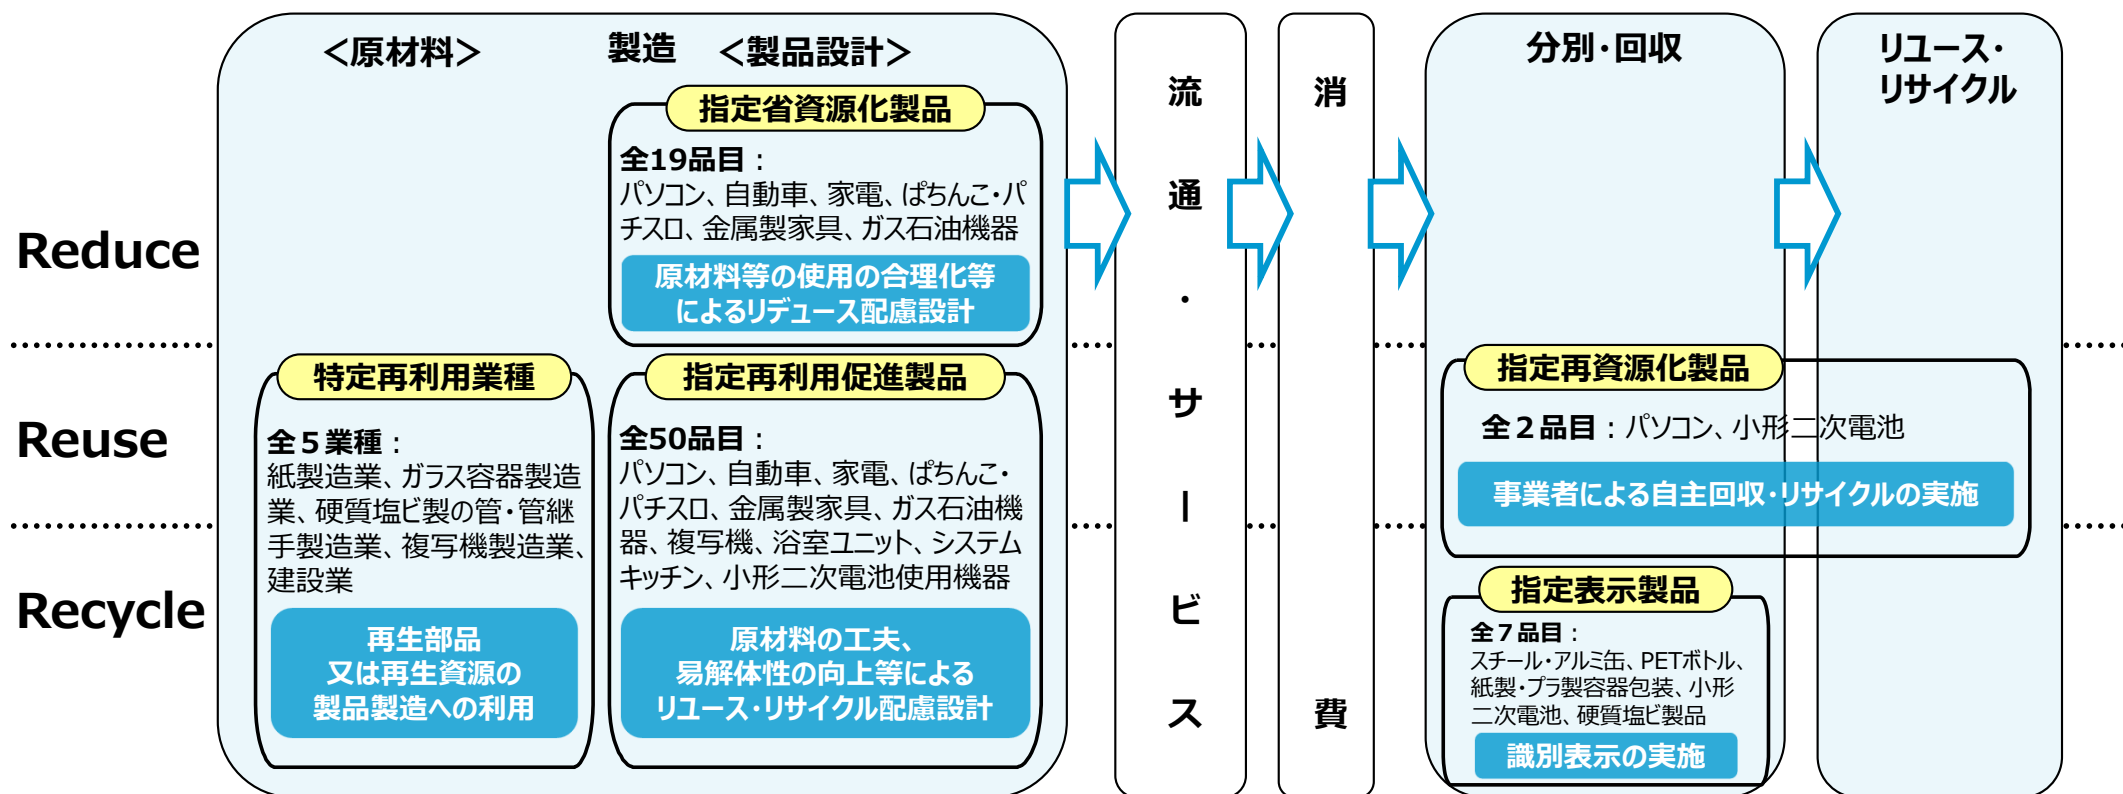 製造
＜原材料＞
＜製品設計＞
指定省資源化製品
全19品目：
パソコン、自動車、家電、ぱちんこ・パ
チスロ、金属製家具、ガス石油機器
原材料等の使用の合理化等
によるリデュース配慮設計
特定再利用業種
全５業種：
紙製造業、ガラス容器製造
業、硬質塩ビ製の管・管継
手製造業、複写機製造業、
建設業
再生部品
又は再生資源の
製品製造への利用
指定再利用促進製品
全50品目：
パソコン、自動車、家電、ぱちんこ・
パチスロ、金属製家具、ガス石油機
器、複写機、浴室ユニット、システム
キッチン、小形二次電池使用機器
原材料の工夫、
易解体性の向上等による
リユース・リサイクル配慮設計
流通・サービス
消費
分別・回収
リユース・
リサイクル
指定再資源化製品
全２品目：パソコン、小形二次電池
事業者による自主回収・リサイクルの実施
指定表示製品
全７品目：
スチール・アルミ缶、PETボトル、
紙製・プラ製容器包装、小形
二次電池、硬質塩ビ製品
識別表示の実施
Reduce
Reuse
Recycle